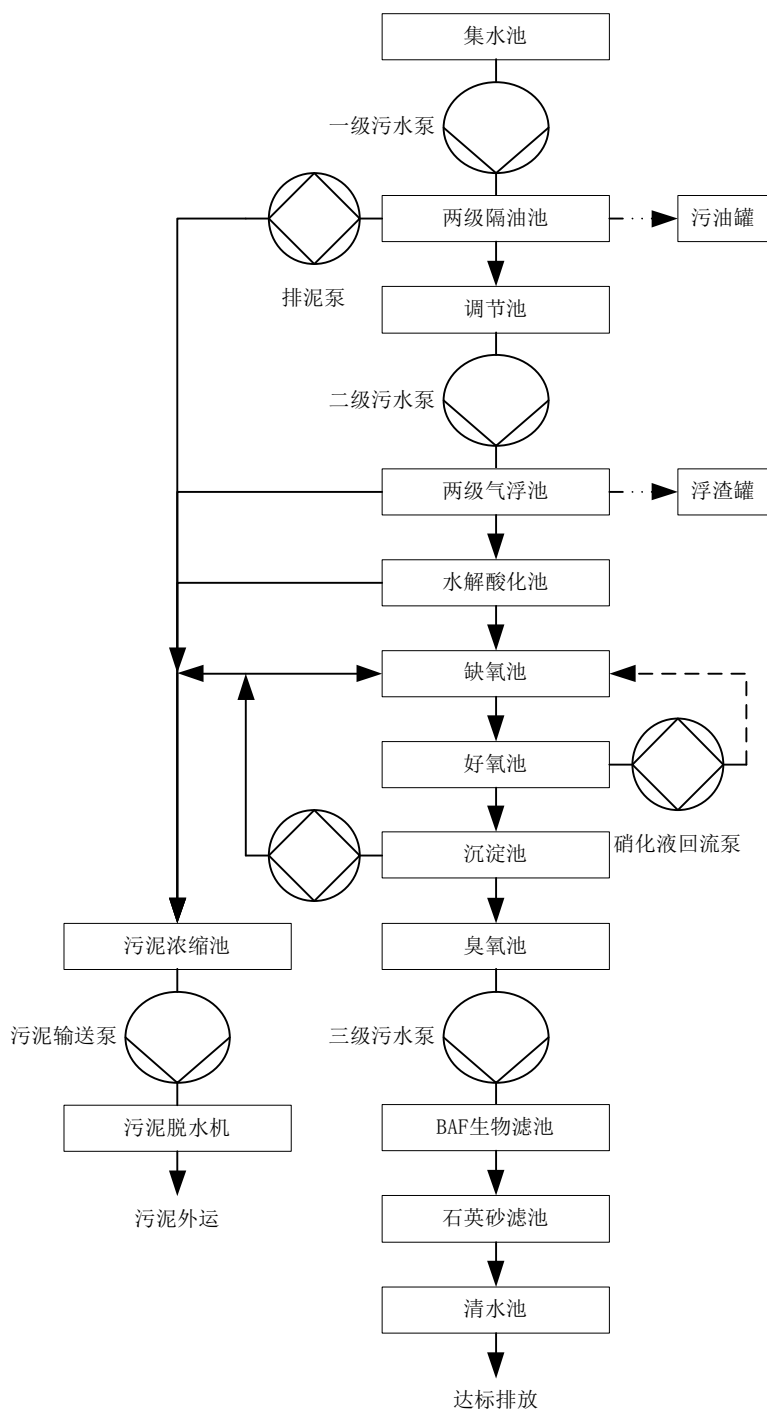 集水池
一级污水泵
两级隔油池
污油罐
排泥泵
调节池
二级污水泵
两级气浮池
浮渣罐
水解酸化池
缺氧池
好氧池
沉淀池
硝化液回流泵
污泥浓缩池
臭氧池
污泥输送泵
三级污水泵
污泥脱水机
BAF生物滤池
污泥外运
石英砂滤池
清水池
达标排放